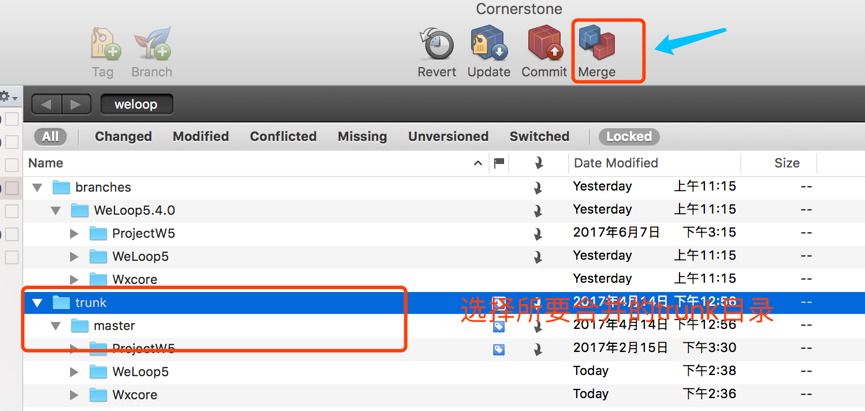 Cornerstone
Tag Branch Revert Update Commit Merge
weloop
All Changed Modified Conflicted Missing Unversioned Switched Locked
Name Date Modified Size
branches Yesterday 上午11:15 --
WeLoop5.4.0 Yesterday 上午11:15 --
ProjectW5 2017年6月7日 下午3:15 --
WeLoop5 Yesterday 上午11:15 --
Wxcore Yesterday 上午11:15 --
trunk 2017年4月14日 下午12:56 --
选择所要合并的trunk目录
master 2017年4月14日 下午12:56 --
ProjectW5 2017年2月15日 下午3:30 --
WeLoop5 Today 下午2:38 --
Wxcore Today 下午2:36 --